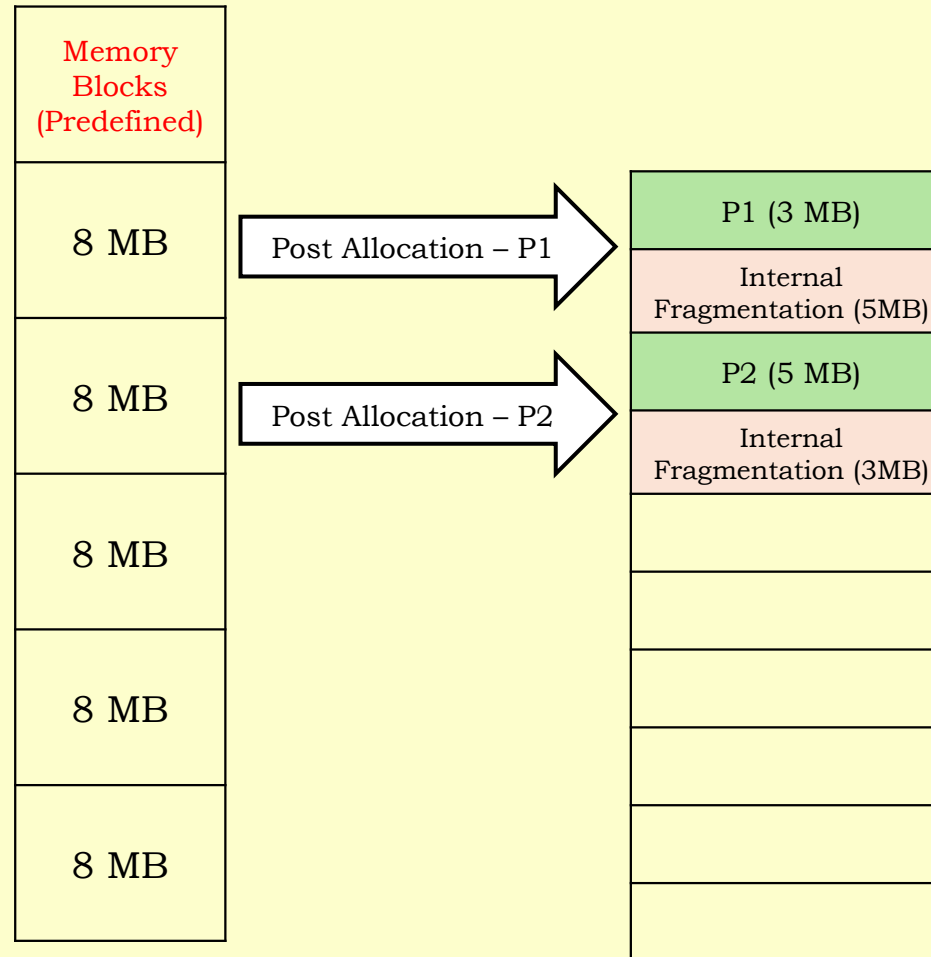 Memory
Blocks
(Predefined)
8 MB
8 MB
8 MB
8 MB
8 MB
Post Allocation – P1
Post Allocation – P2
P1 (3 MB)
Internal
Fragmentation (5MB)
P2 (5 MB)
Internal
Fragmentation (3MB)